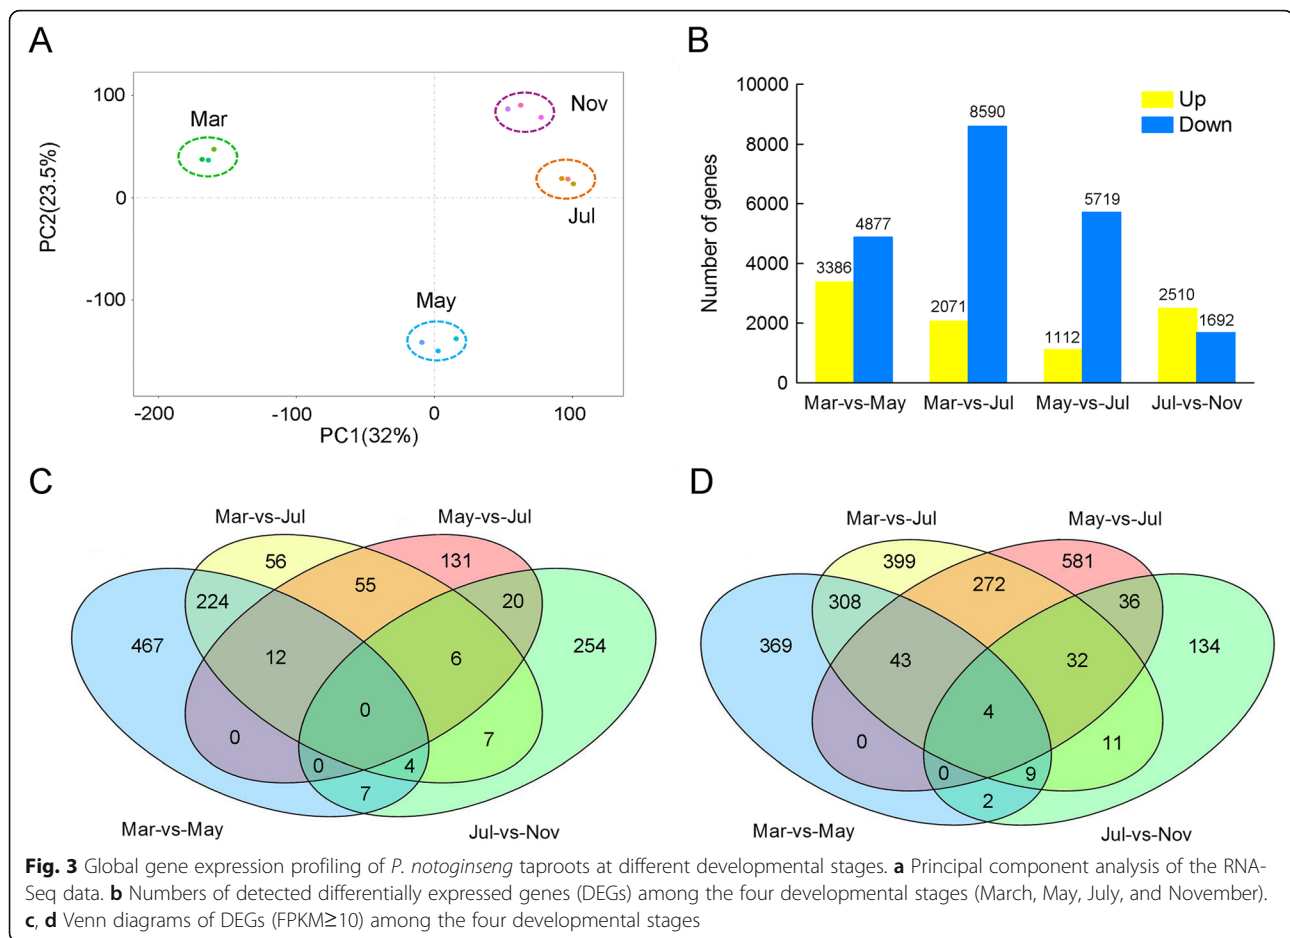 A
Mar
Nov
Jul
May
100
0
-100
-200
-100
0
100
PC2(23.5%)
PC1(32%)
B
Up
Down
10000
8000
6000
4000
2000
0
Number of genes
3386
4877
2071
8590
1112
5719
2510
1692
Mar-vs-May
Mar-vs-Jul
May-vs-Jul
Jul-vs-Nov
C
Mar-vs-Jul
May-vs-Jul
56
131
55
224
20
467
12
6
254
0
0
7
0
4
7
Mar-vs-May
Jul-vs-Nov
D
Mar-vs-Jul
May-vs-Jul
399
581
272
308
36
369
43
32
134
4
0
11
0
9
2
Mar-vs-May
Jul-vs-Nov
Fig. 3 Global gene expression profiling of P. notoginseng taproots at different developmental stages. a Principal component analysis of the RNA-
Seq data. b Numbers of detected differentially expressed genes (DEGs) among the four developmental stages (March, May, July, and November).
c, d Venn diagrams of DEGs (FPKM≥10) among the four developmental stages